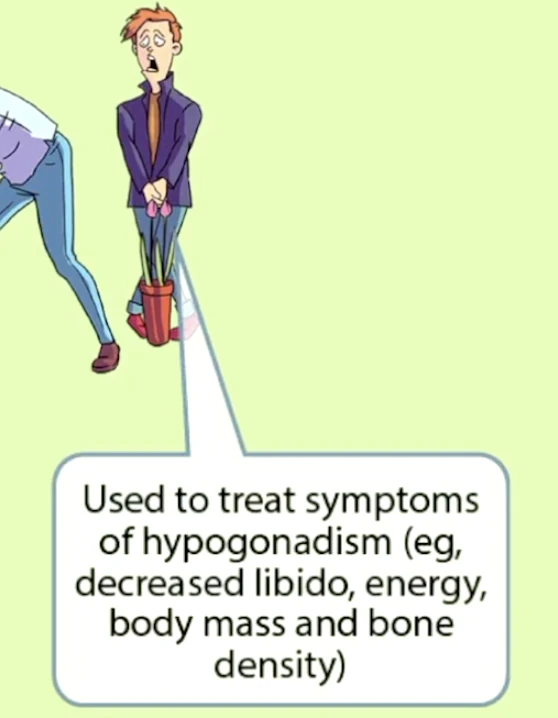 Used to treat symptoms
of hypogonadism (eg,
decreased libido, energy,
body mass and bone
density)